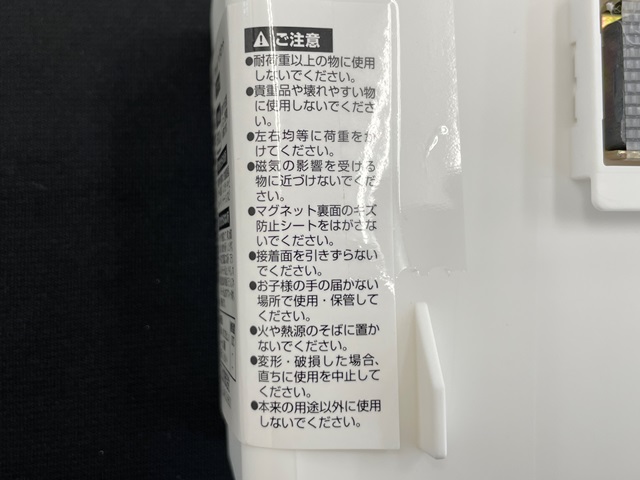 ⚠ご注意
●耐荷重以上の物に使用
しないでください。
●貴重品や壊れやすい物
に使用しないでくださ
い。
●左右均等に荷重をか
けてください。
●磁気の影響を受ける
物に近づけないでくだ
さい。
●マグネット裏面のキズ
防止シートをはがさな
いでください。
●接着面を引きずらない
でください。
●お子様の手の届かない
場所で使用・保管して
ください。
●火や熱源のそばに置か
ないでください。
●変形・破損した場合、
直ちに使用を中止して
ください。
●本来の用途以外に使用
しないでください。